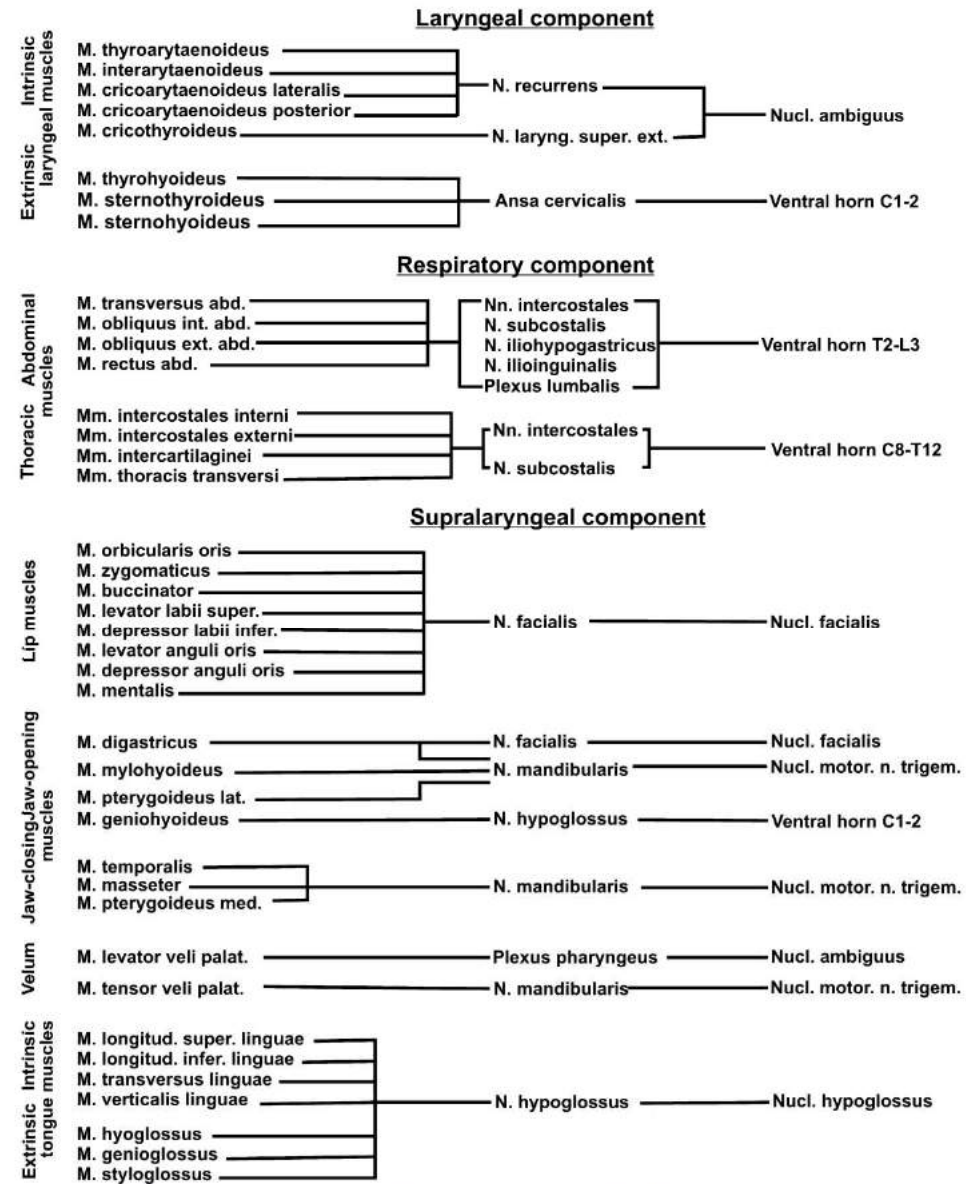 Laryngeal component
Intrinsic
Extrinsic
laryngeal muscles
M. thyroarytaenoideus
M. interarytaenoideus
M. cricoarytaenoideus lateralis
N. recurrens
M. cricoarytaenoideus posterior
Nucl. ambiguus
M. cricothyroideus
N. laryng. super. ext.
M. thyrohyoideus
M. sternothyroideus
Ansa cervicalis
Ventral horn C1-2
M. sternohyoideus
Respiratory component
Abdominal
Thoracic
muscles
M. transversus abd.
Nn. intercostales
M. obliquus int. abd.
N. subcostalis
M. obliquus ext. abd.
N. iliohypogastricus
Ventral horn T2-L3
M. rectus abd.
N. ilioinguinalis
Plexus lumbalis
Mm. intercostales interni
Mm. intercostales externi
Nn. intercostales
Mm. intercartilaginei
Ventral horn C8-T12
Mm. thoracis transversi
N. subcostalis
Supralaryngeal component
Lip muscles
M. orbicularis oris
M. zygomaticus
M. buccinator
M. levator labii super.
N. facialis
Nucl. facialis
M. depressor labii infer.
M. levator anguli oris
M. depressor anguli oris
M. mentalis
Jaw-closingJaw-opening
muscles
M. digastricus
N. facialis
Nucl. facialis
M. mylohyoideus
N. mandibularis
Nucl. motor. n. trigem.
M. pterygoideus lat.
M. geniohyoideus
N. hypoglossus
Ventral horn C1-2
M. temporalis
M. masseter
N. mandibularis
Nucl. motor. n. trigem.
M. pterygoideus med.
Velum
M. levator veli palat.
Plexus pharyngeus
Nucl. ambiguus
M. tensor veli palat.
N. mandibularis
Nucl. motor. n. trigem.
Intrinsic
Extrinsic
tongue muscles
M. longitud. super. linguae
M. longitud. infer. linguae
M. transversus linguae
M. verticalis linguae
N. hypoglossus
Nucl. hypoglossus
M. hyoglossus
M. genioglossus
M. styloglossus